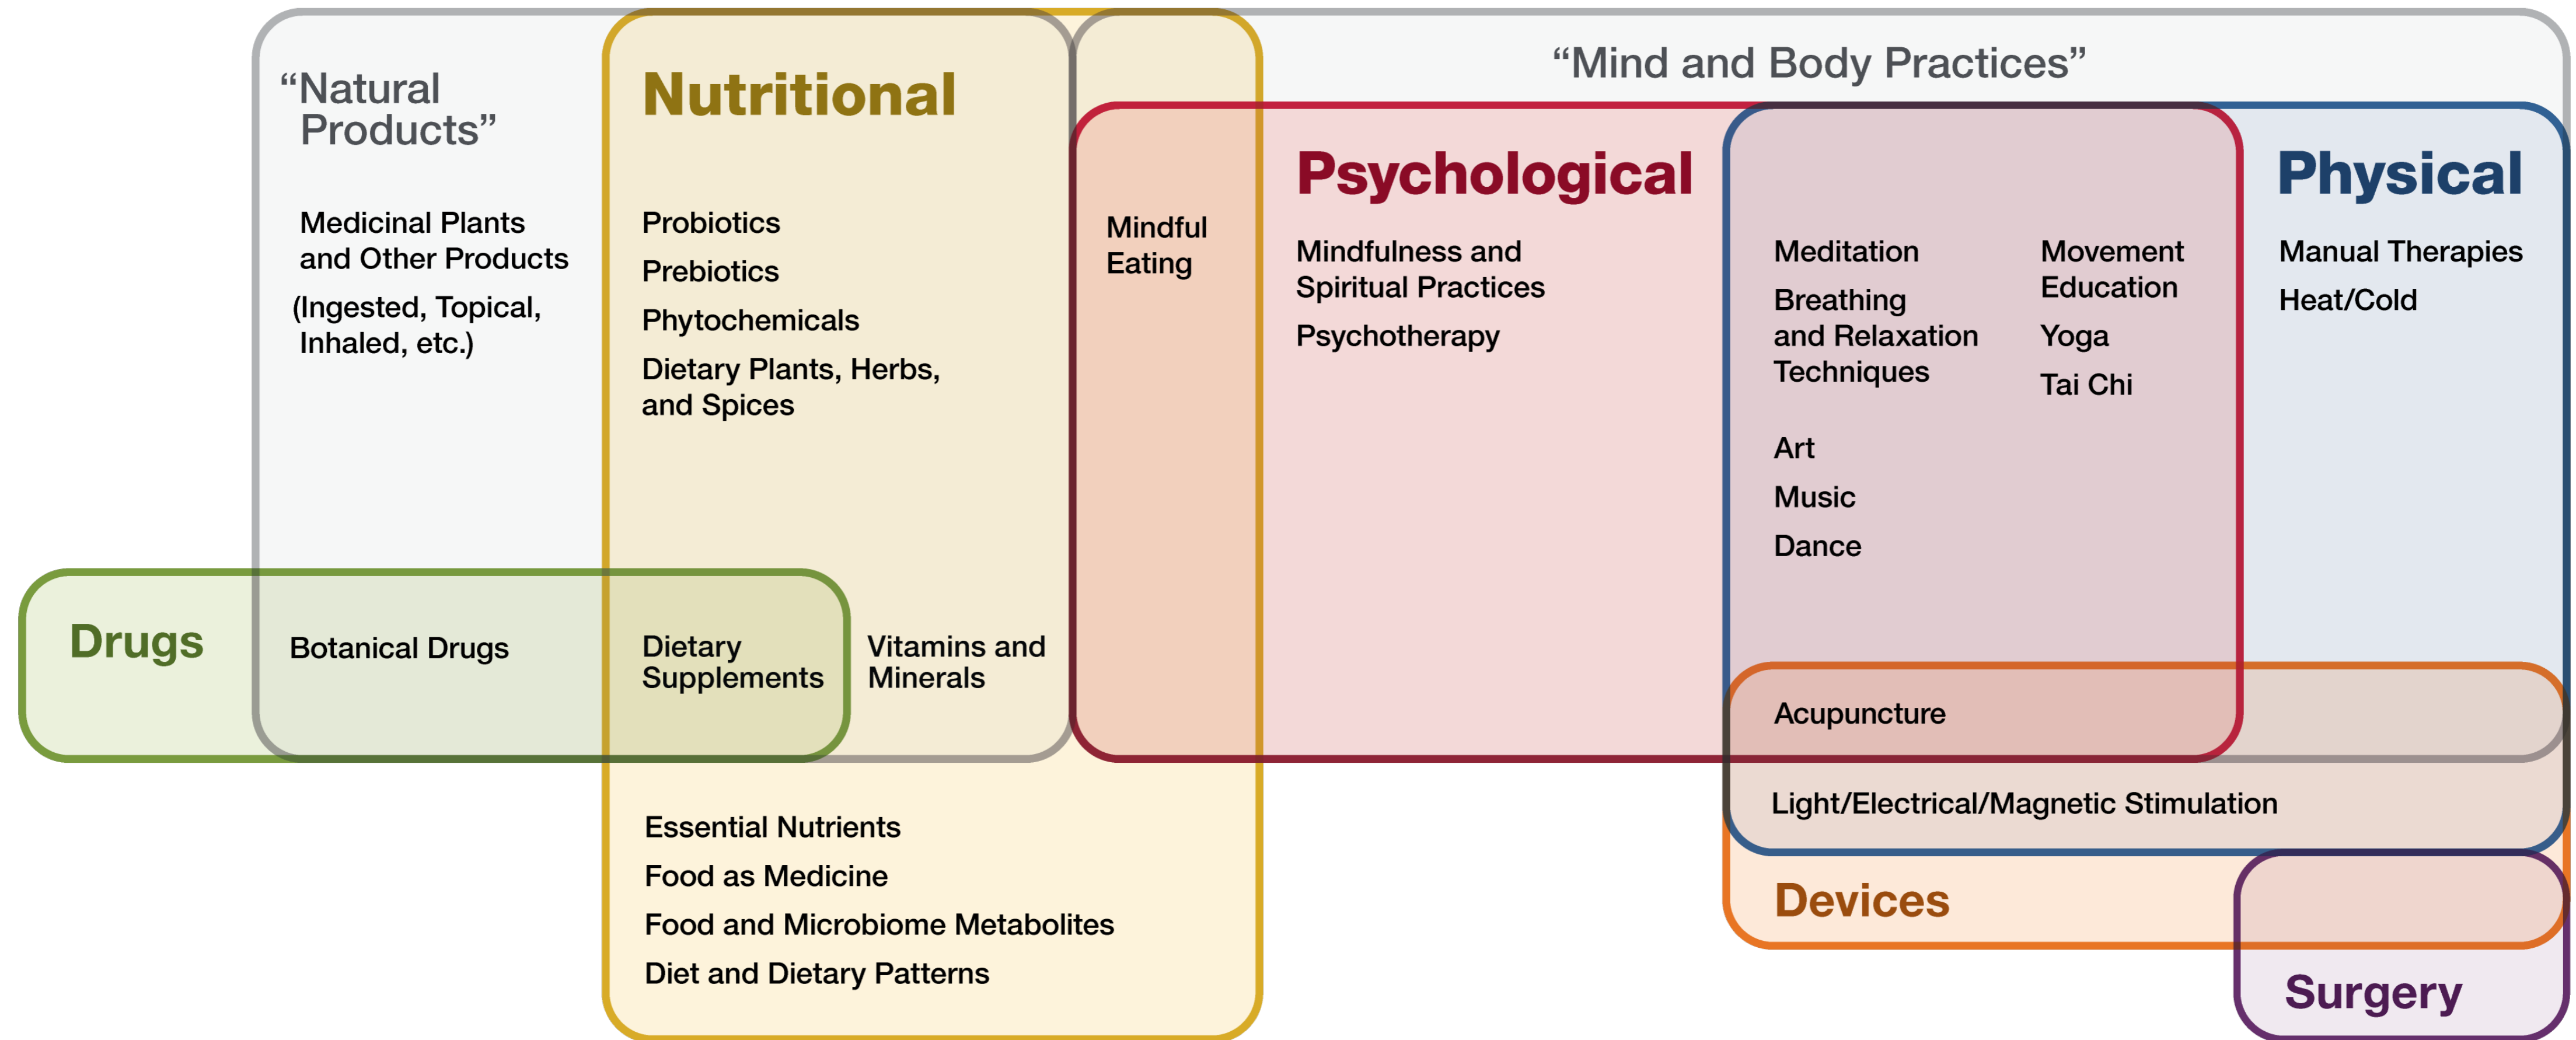 “Natural
Products”
Medicinal Plants
and Other Products
(Ingested, Topical,
Inhaled, etc.)
Nutritional
Probiotics
Prebiotics
Phytochemicals
Dietary Plants, Herbs,
and Spices
Mindful
Eating
“Mind and Body Practices”
Psychological
Mindfulness and
Spiritual Practices
Psychotherapy
Meditation
Breathing
and Relaxation
Techniques
Art
Music
Dance
Movement
Education
Yoga
Tai Chi
Physical
Manual Therapies
Heat/Cold
Drugs
Botanical Drugs
Dietary
Supplements
Vitamins and
Minerals
Acupuncture
Light/Electrical/Magnetic Stimulation
Essential Nutrients
Food as Medicine
Food and Microbiome Metabolites
Diet and Dietary Patterns
Devices
Surgery